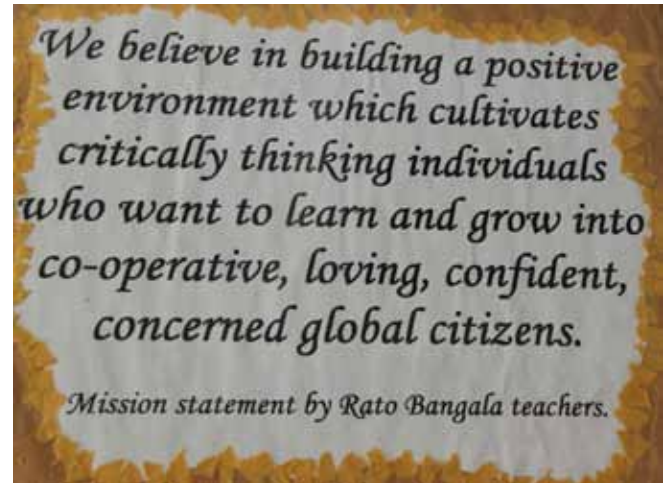 We believe in building a positive
environment which cultivates
critically thinking individuals
who want to learn and grow into
co-operative, loving, confident,
concerned global citizens.
Mission statement by Rato Bangala teachers.